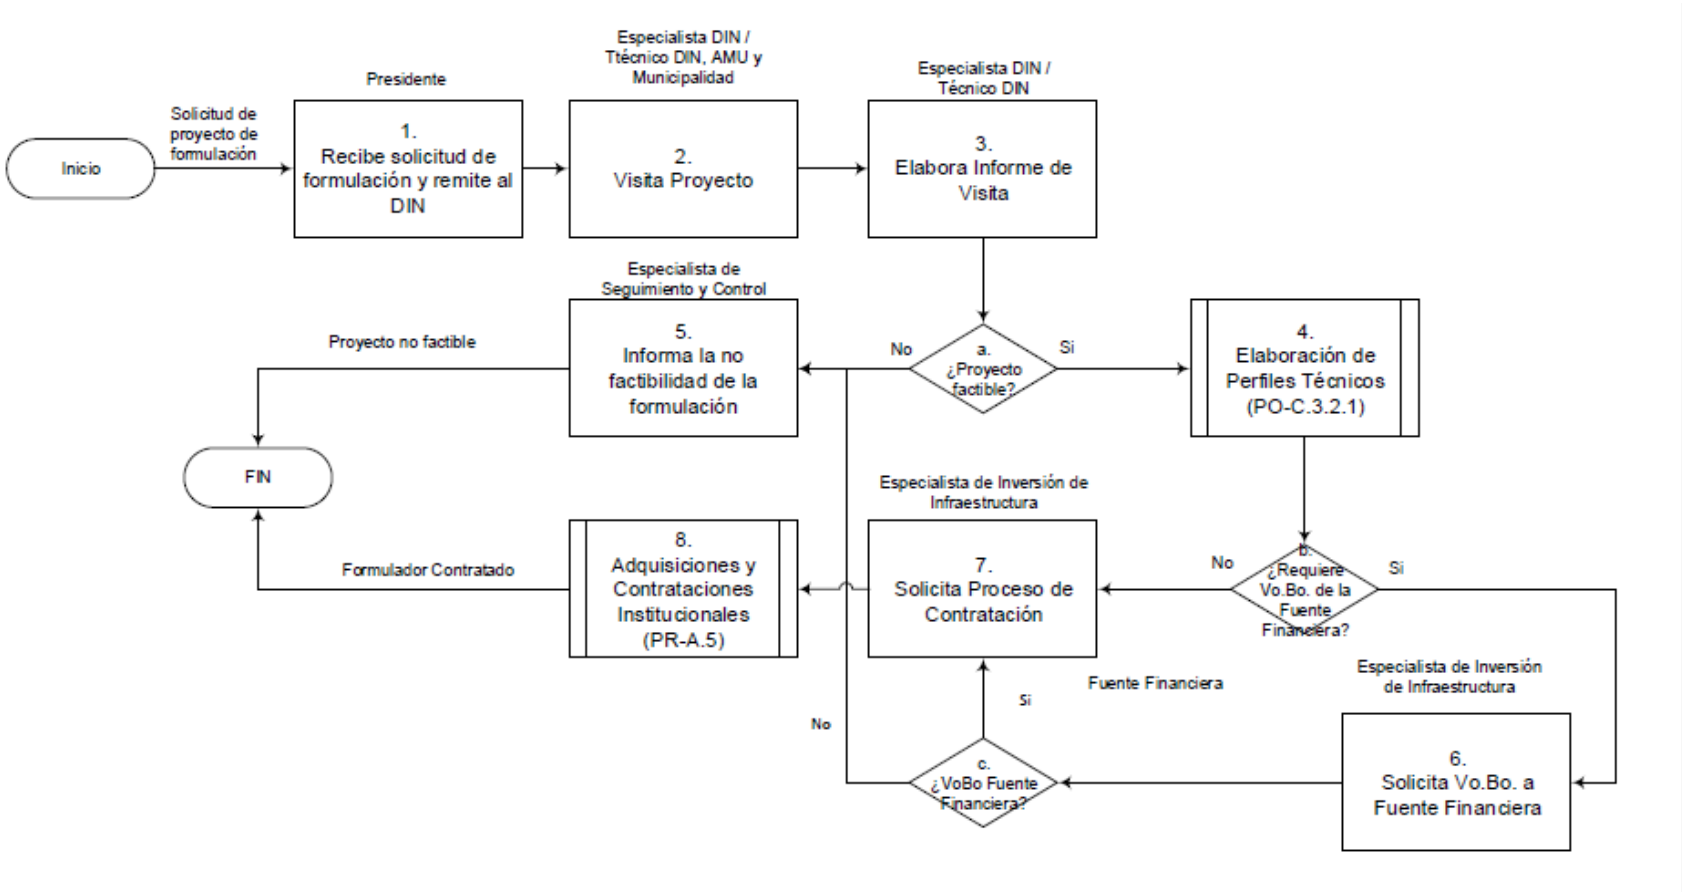 Inicio
Solicitud de
proyecto de
formulación
Presidente
1.
Recibe solicitud de
formulación y remite al
DIN
Especialista DIN /
Ttécnico DIN, AMU y
Municipalidad
2.
Visita Proyecto
Especialista DIN /
Técnico DIN
3.
Elabora Informe de
Visita
a.
¿Proyecto
factible?
No
Si
4.
Elaboración de
Perfiles Técnicos
(PO-C.3.2.1)
Especialista de
Seguimiento y Control
5.
Informa la no
factibilidad de la
formulación
Proyecto no factible
FIN
b.
¿Requiere
Vo.Bo. de la
Fuente
Financiera?
No
Si
Especialista de Inversión
de Infraestructura
6.
Solicita Vo.Bo. a
Fuente Financiera
Fuente Financiera
c.
¿VoBo Fuente
Financiera?
No
Si
Especialista de Inversión de
Infraestructura
7.
Solicita Proceso de
Contratación
8.
Adquisiciones y
Contrataciones
Institucionales
(PR-A.5)
Formulador Contratado